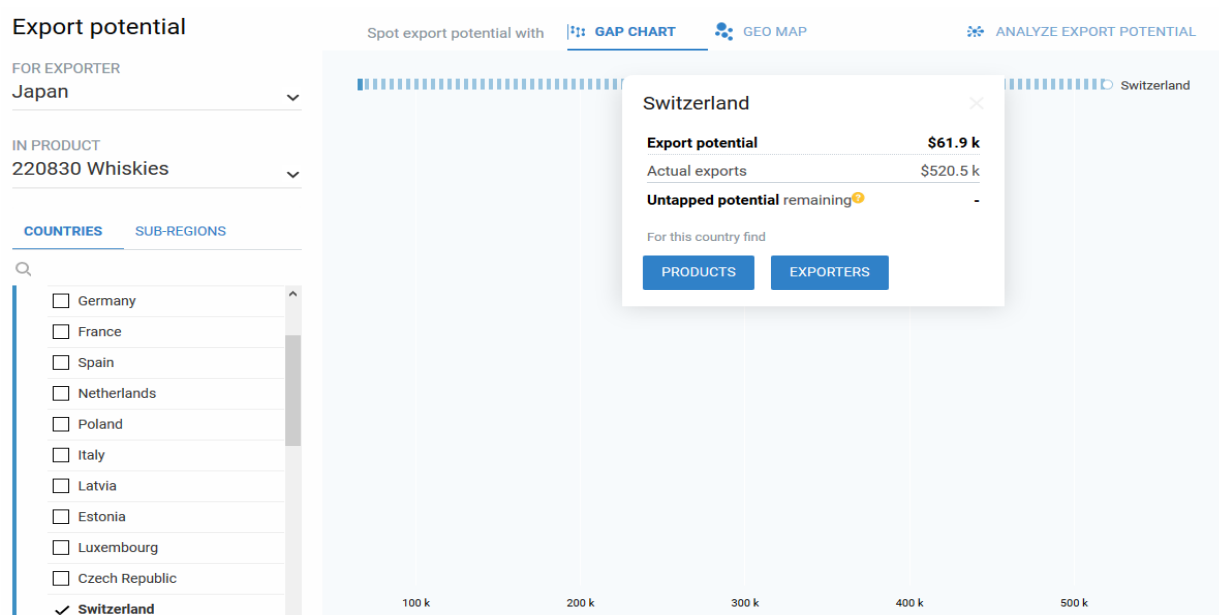 Export potential
Spot export potential with
GAP CHART
GEO MAP
ANALYZE EXPORT POTENTIAL
FOR EXPORTER
Japan
IN PRODUCT
220830 Whiskies
COUNTRIES
SUB-REGIONS
Germany
France
Spain
Netherlands
Poland
Italy
Latvia
Estonia
Luxembourg
Czech Republic
Switzerland
Switzerland
Switzerland
Export potential $61.9 k
Actual exports $520.5 k
Untapped potential remaining? -
For this country find
PRODUCTS
EXPORTERS
100 k 200 k 300 k 400 k 500 k